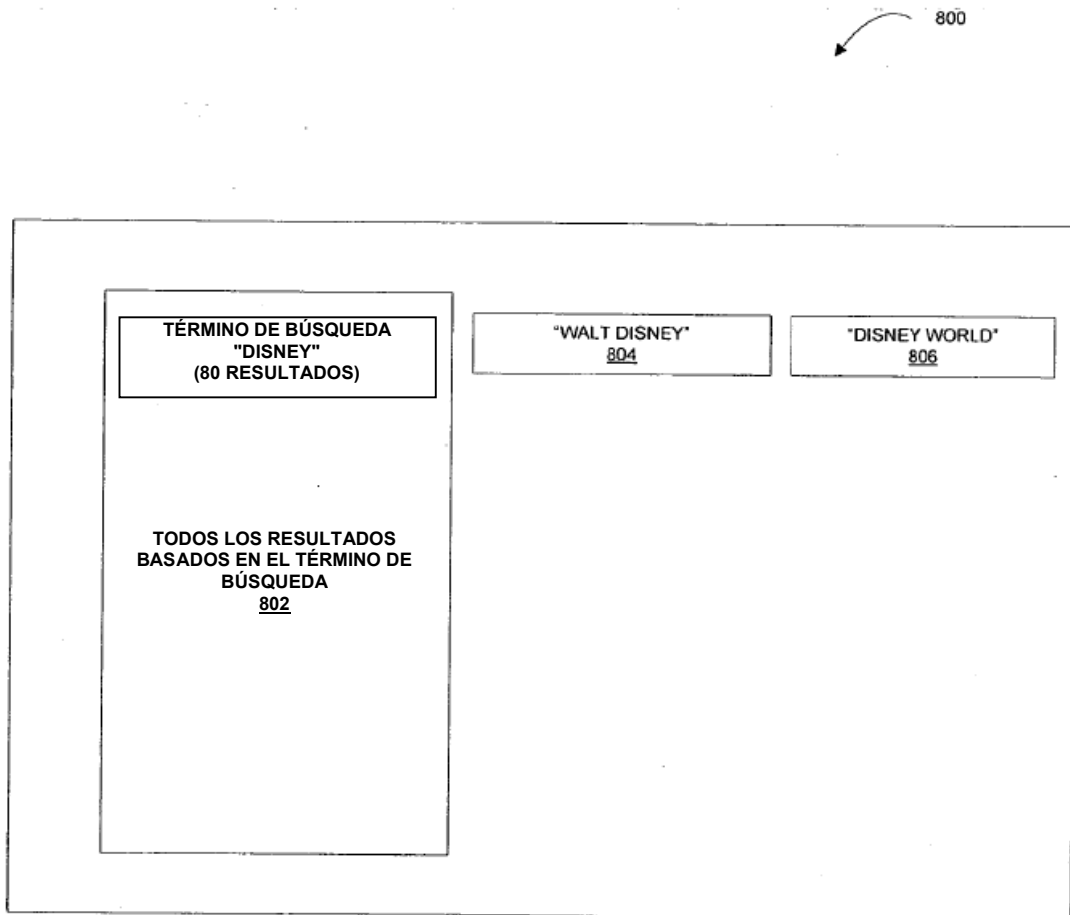 800
TÉRMINO DE BÚSQUEDA
"DISNEY"
(80 RESULTADOS)
"WALT DISNEY"
804
"DISNEY WORLD"
806
TODOS LOS RESULTADOS
BASADOS EN EL TÉRMINO DE
BÚSQUEDA
802